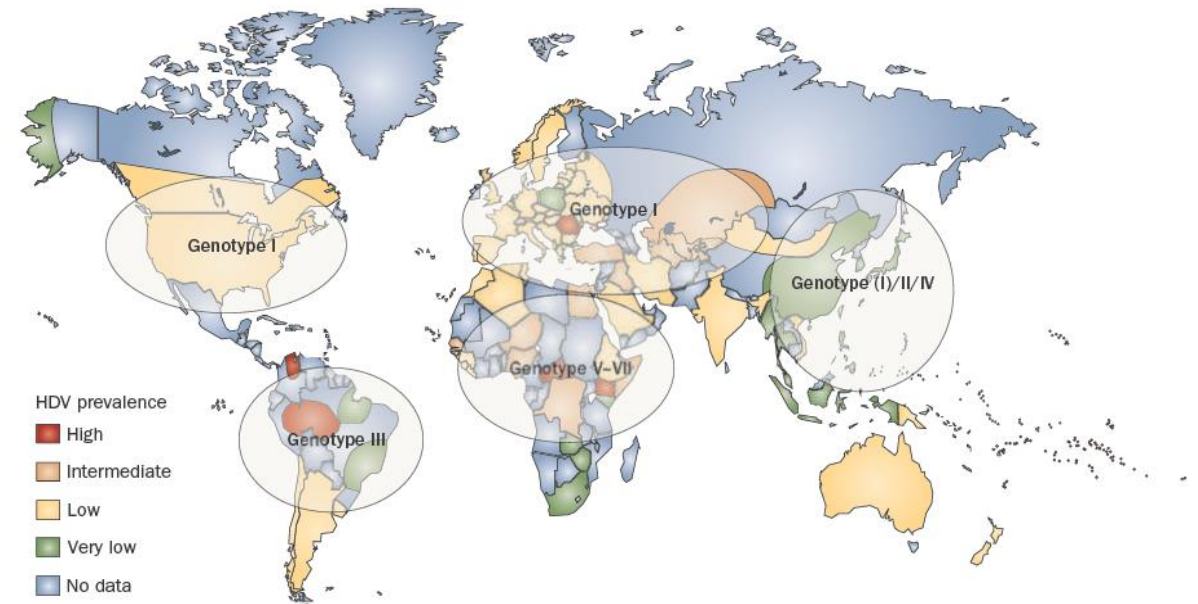 Genotype I
Genotype I
Genotype (I)/II/IV
Genotype V–VII
Genotype III
HDV prevalence
High
Intermediate
Low
Very low
No data